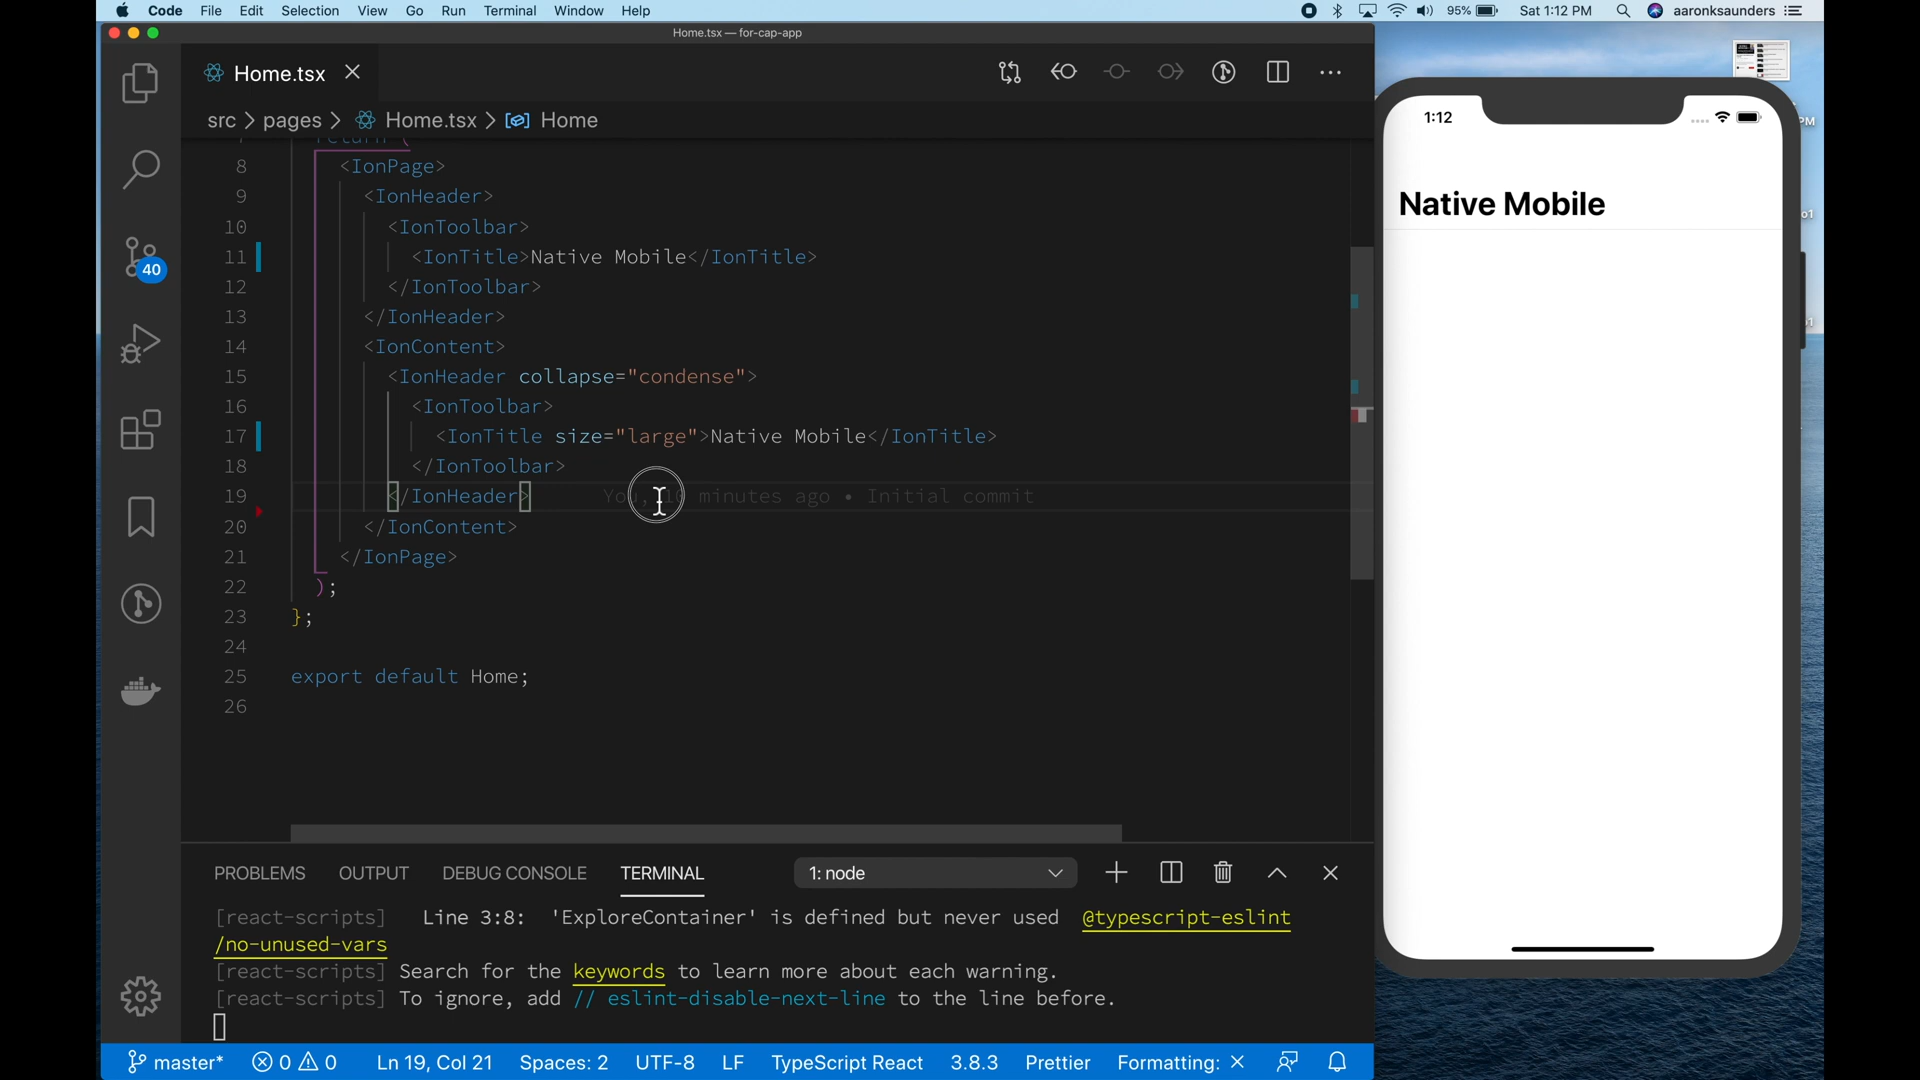 Code File Edit Selection View Go Run Terminal Window Help 95% Sat 1:12 PM aaronksaunders
Home.tsx — for-cap-app
Home.tsx
src > pages > Home.tsx > Home
return (
8 <IonPage>
9 <IonHeader>
10 <IonToolbar>
11 <IonTitle>Native Mobile</IonTitle>
12 </IonToolbar>
13 </IonHeader>
14 <IonContent>
15 <IonHeader collapse="condense">
16 <IonToolbar>
17 <IonTitle size="large">Native Mobile</IonTitle>
18 </IonToolbar>
19 </IonHeader> You, 10 minutes ago • Initial commit
20 </IonContent>
21 </IonPage>
22 );
23 };
24
25 export default Home;
26
40
PROBLEMS OUTPUT DEBUG CONSOLE TERMINAL 1: node
[react-scripts] Line 3:8: 'ExploreContainer' is defined but never used @typescript-eslint
/no-unused-vars
[react-scripts] Search for the keywords to learn more about each warning.
[react-scripts] To ignore, add // eslint-disable-next-line to the line before.
master* 0 0 Ln 19, Col 21 Spaces: 2 UTF-8 LF TypeScript React 3.8.3 Prettier Formatting: ×
1:12
Native Mobile
PM
o1